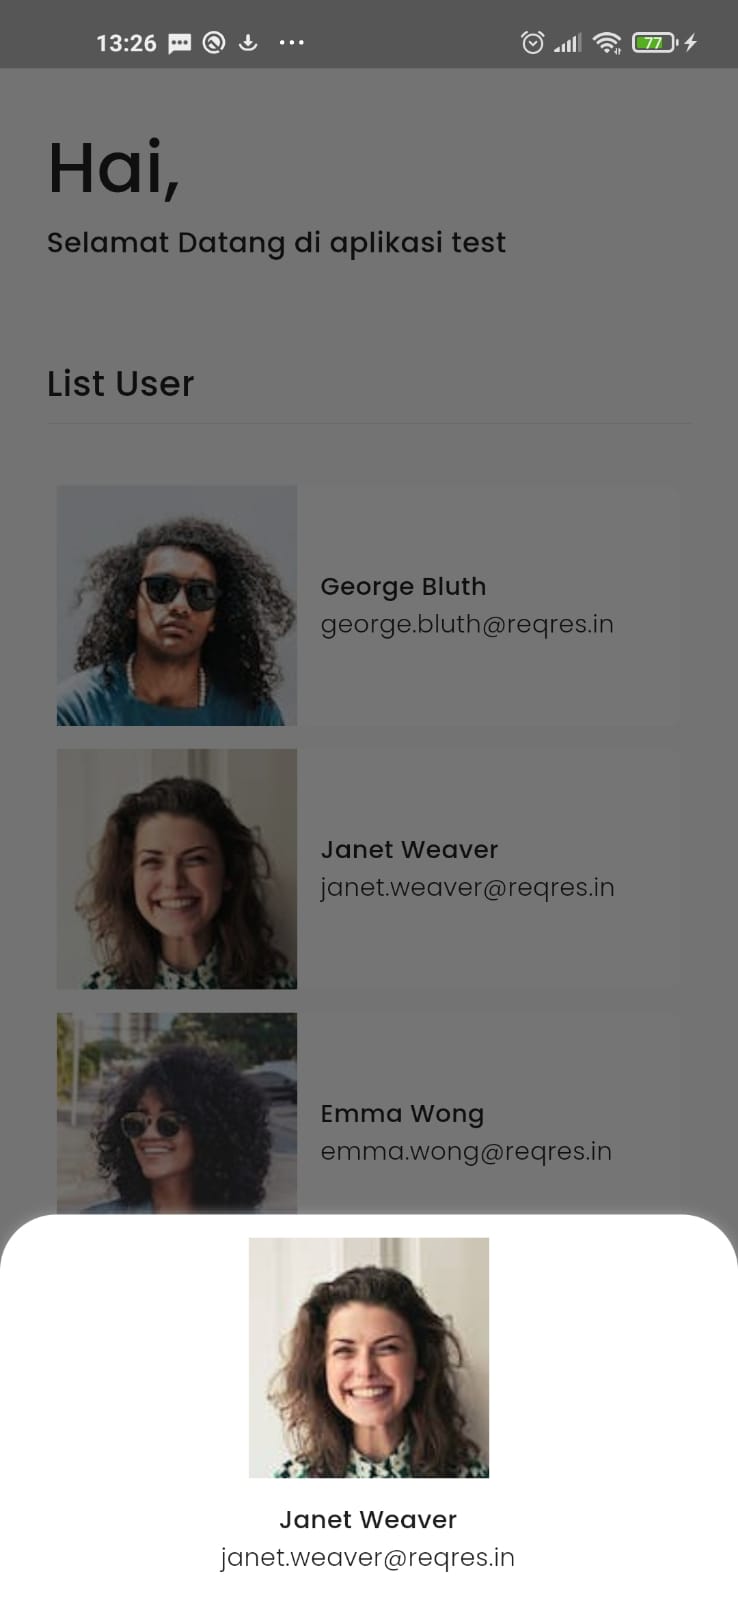 13:26
77
Hai,
Selamat Datang di aplikasi test
List User
George Bluth
george.bluth@reqres.in
Janet Weaver
janet.weaver@reqres.in
Emma Wong
emma.wong@reqres.in
Janet Weaver
janet.weaver@reqres.in